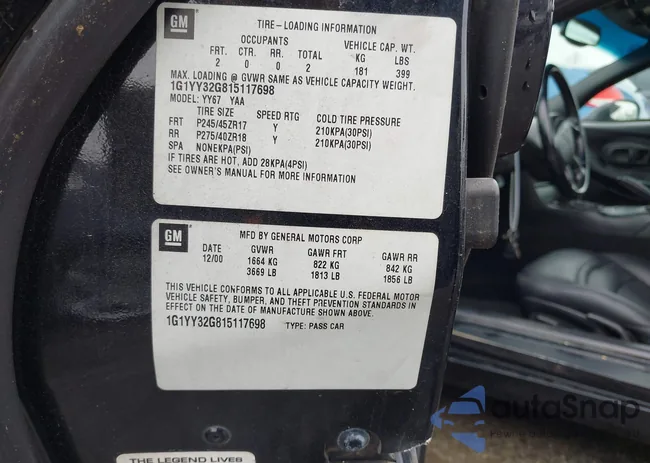 GM
TIRE-LOADING INFORMATION
OCCUPANTS VEHICLE CAP. WT.
FRT. CTR. RR. TOTAL KG LBS
2 0 0 2 181 399
MAX. LOADING @ GVWR SAME AS VEHICLE CAPACITY WEIGHT.
1G1YY32G815117698
MODEL: YY67 YAA
TIRE SIZE SPEED RTG COLD TIRE PRESSURE
FRT P245/45ZR17 Y 210KPA(30PSI)
RR P275/40ZR18 Y 210KPA(30PSI)
SPA NONEKPA(PSI)
IF TIRES ARE HOT, ADD 28KPA(4PSI)
SEE OWNER'S MANUAL FOR MORE INFORMATION
GM
MFD BY GENERAL MOTORS CORP
DATE GVWR GAWR FRT GAWR RR
12/00 1664 KG 822 KG 842 KG
3669 LB 1813 LB 1856 LB
THIS VEHICLE CONFORMS TO ALL APPLICABLE U.S. FEDERAL MOTOR
VEHICLE SAFETY, BUMPER, AND THEFT PREVENTION STANDARDS IN
EFFECT ON THE DATE OF MANUFACTURE SHOWN ABOVE.
1G1YY32G815117698 TYPE: PASS CAR
THE LEGEND LIVES
autoSnap